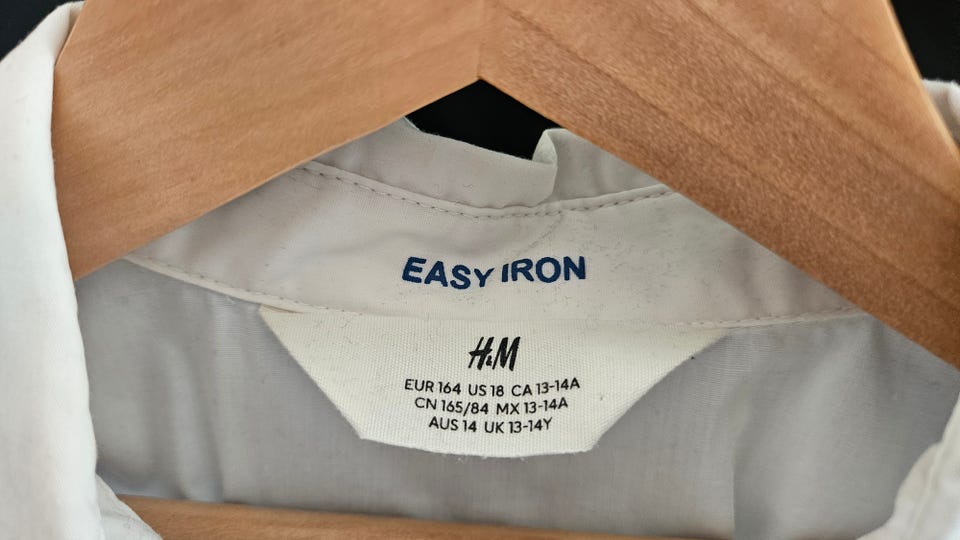 EASY IRON
H&M
EUR 164 US 18 CA 13-14A
CN 165/84 MX 13-14A
AUS 14 UK 13-14Y